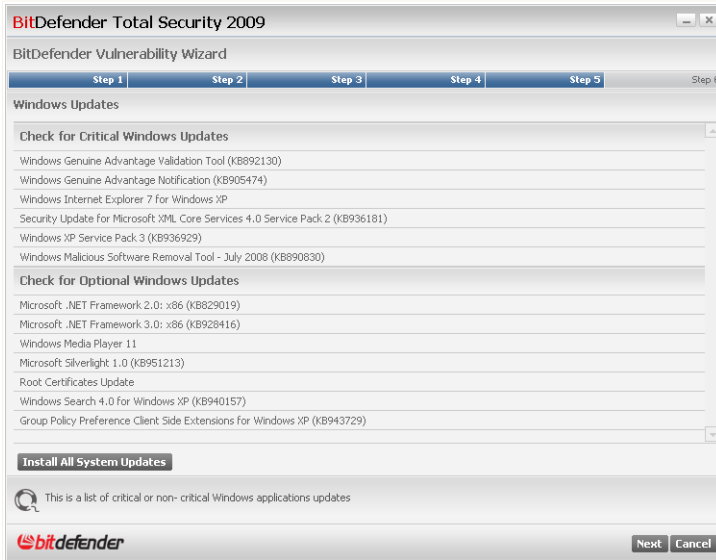 BitDefender Total Security 2009
BitDefender Vulnerability Wizard
Step 1 Step 2 Step 3 Step 4 Step 5 Step
Windows Updates
Check for Critical Windows Updates
Windows Genuine Advantage Validation Tool (KB892130)
Windows Genuine Advantage Notification (KB905474)
Windows Internet Explorer 7 for Windows XP
Security Update for Microsoft XML Core Services 4.0 Service Pack 2 (KB936181)
Windows XP Service Pack 3 (KB936929)
Windows Malicious Software Removal Tool - July 2008 (KB890830)
Check for Optional Windows Updates
Microsoft .NET Framework 2.0: x86 (KB829019)
Microsoft .NET Framework 3.0: x86 (KB928416)
Windows Media Player 11
Microsoft Silverlight 1.0 (KB951213)
Root Certificates Update
Windows Search 4.0 for Windows XP (KB940157)
Group Policy Preference Client Side Extensions for Windows XP (KB943729)
Install All System Updates
This is a list of critical or non- critical Windows applications updates
bitdefender
Next Cancel